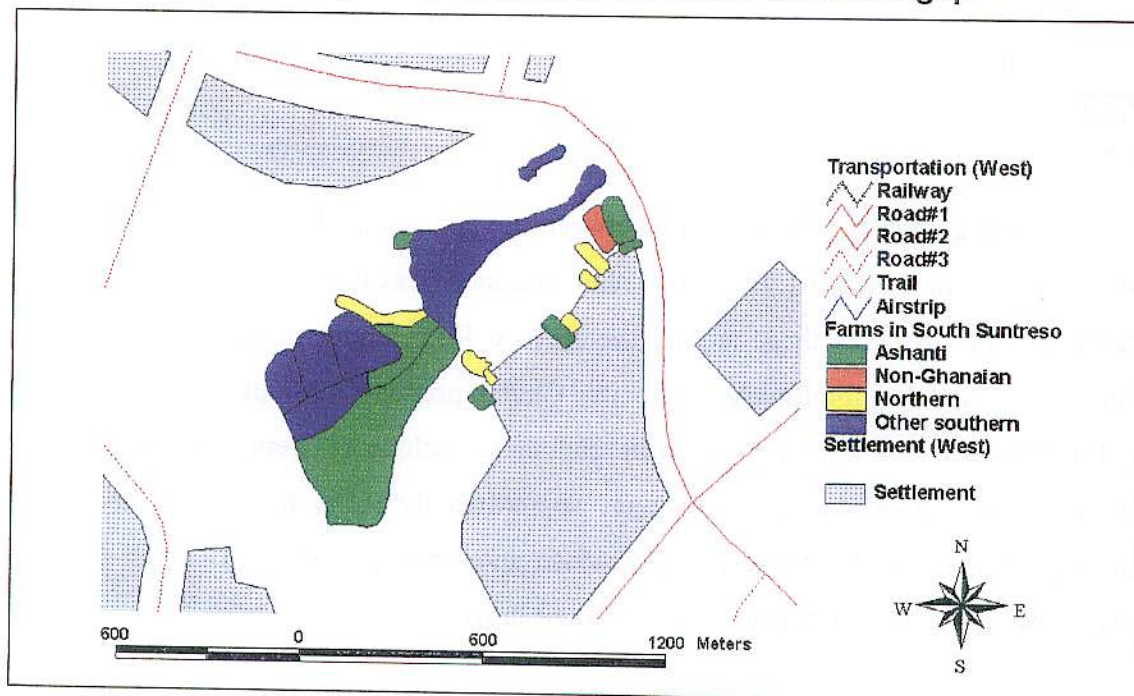 Transportation (West)
Railway
Road#1
Road#2
Road#3
Trail
Airstrip
Farms in South Suntreso
Ashanti
Non-Ghanaian
Northern
Other southern
Settlement (West)
Settlement
N
W E
S
600 0 600 1200 Meters